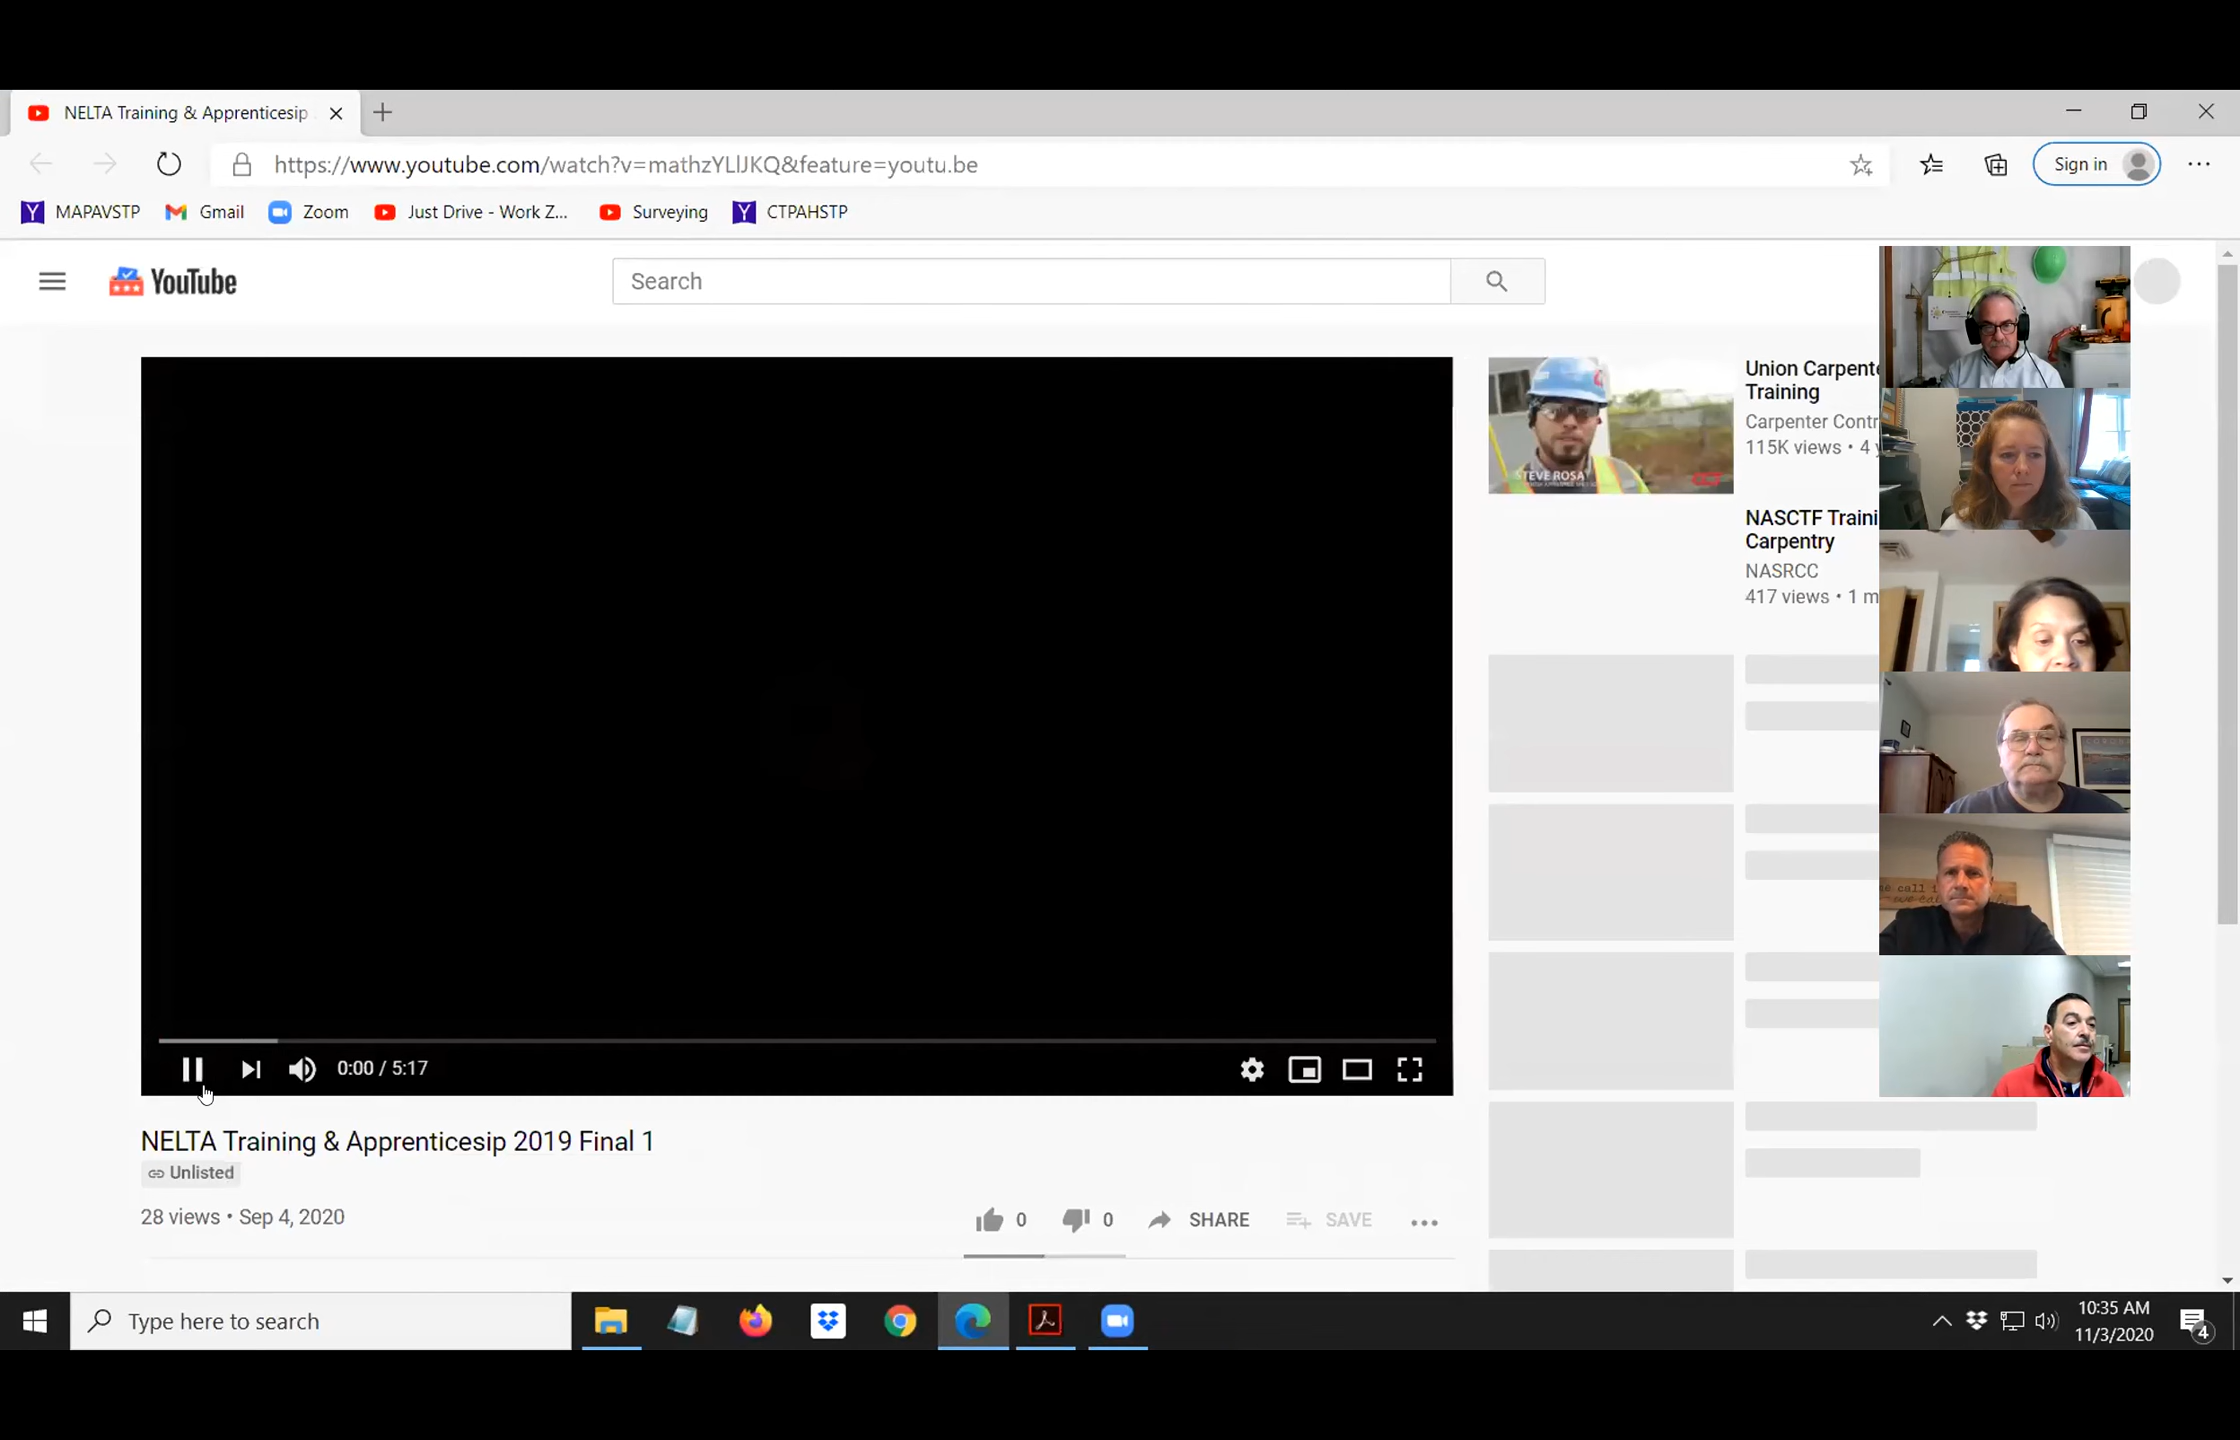 NELTA Training & Apprenticesip
https://www.youtube.com/watch?v=mathzYLlJKQ&feature=youtu.be
Sign in
MAPAVSTP
Gmail
Zoom
Just Drive - Work Z...
Surveying
CTPAHSTP
YouTube
Search
Union Carpente
Training
Carpenter Contr
115K views • 4 y
STEVE ROSA
NASCTF Traini
Carpentry
NASRCC
417 views • 1 m
0:00 / 5:17
NELTA Training & Apprenticesip 2019 Final 1
Unlisted
28 views • Sep 4, 2020
0
0
SHARE
SAVE
Type here to search
10:35 AM
11/3/2020
4